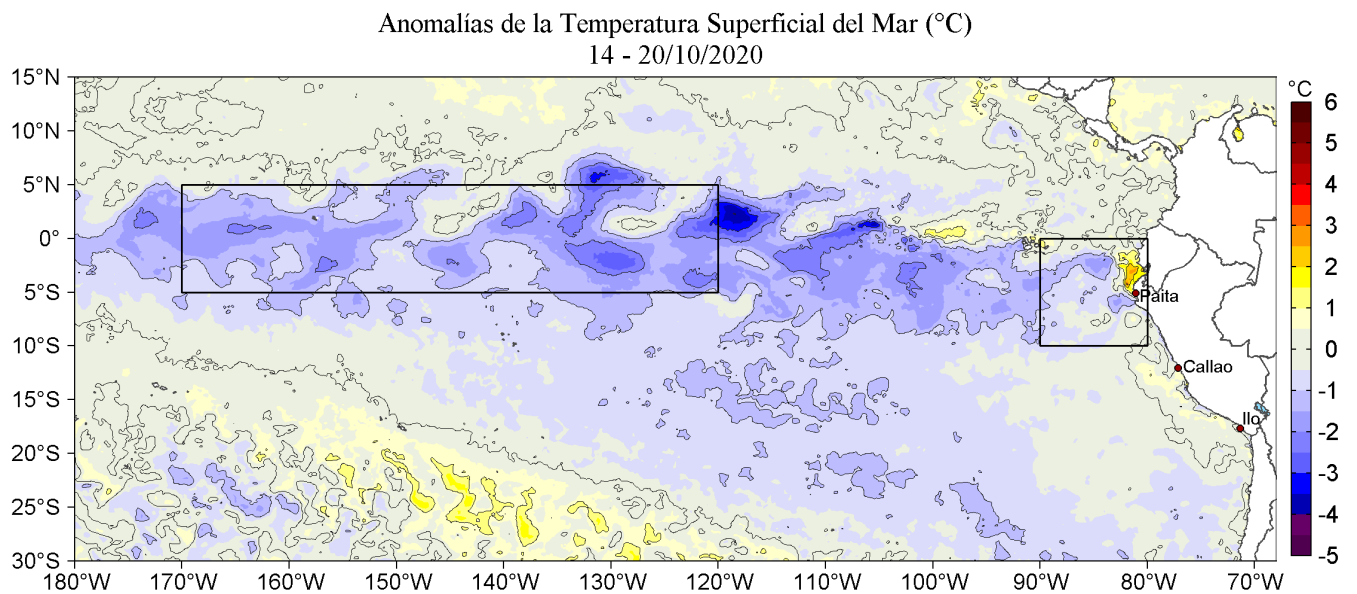 Anomalías de la Temperatura Superficial del Mar (°C)
14 - 20/10/2020
15°N
10°N
5°N
0°
5°S
10°S
15°S
20°S
25°S
30°S
180°W
170°W
160°W
150°W
140°W
130°W
120°W
110°W
100°W
90°W
80°W
70°W
Paita
Callao
Ilo
°C
6
5
4
3
2
1
0
-1
-2
-3
-4
-5